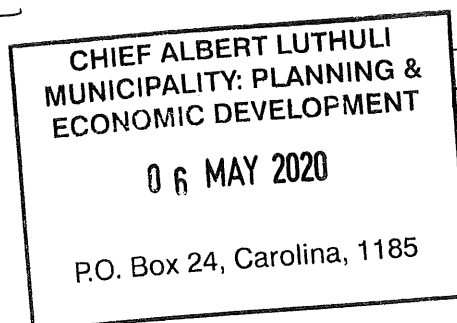 CHIEF ALBERT LUTHULI
MUNICIPALITY: PLANNING &
ECONOMIC DEVELOPMENT
06 MAY 2020
P.O. Box 24, Carolina, 1185